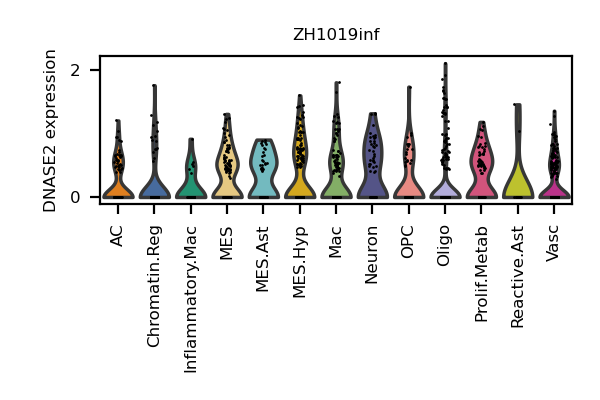 ZH1019inf
DNASE2 expression
2
0
AC
Chromatin.Reg
Inflammatory.Mac
MES
MES.Ast
MES.Hyp
Mac
Neuron
OPC
Oligo
Prolif.Metab
Reactive.Ast
Vasc